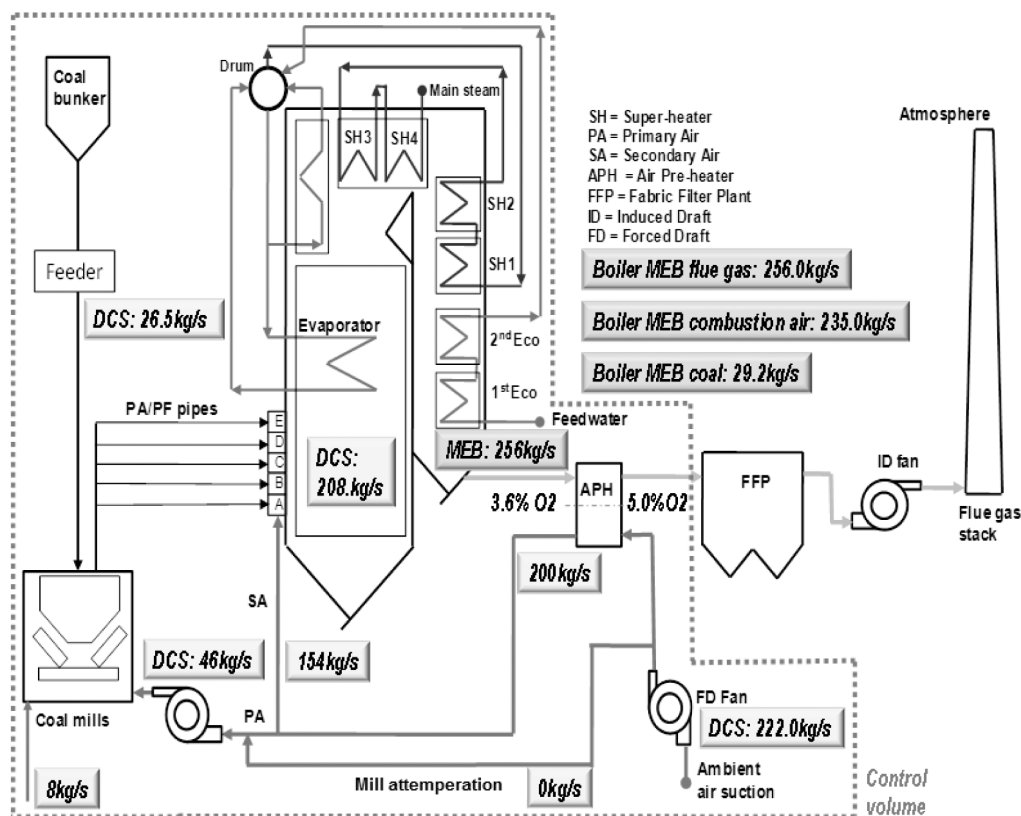 Drum
Coal
bunker
Main steam
SH3
SH4
SH = Super-heater
PA = Primary Air
SA = Secondary Air
APH = Air Pre-heater
FFP = Fabric Filter Plant
ID = Induced Draft
FD = Forced Draft
Atmosphere
SH2
SH1
Feeder
Boiler MEB flue gas: 256.0kg/s
DCS: 26.5kg/s
Evaporator
2nd Eco
Boiler MEB combustion air: 235.0kg/s
1st Eco
Boiler MEB coal: 29.2kg/s
PA/PF pipes
Feedwater
E
D
C
B
A
DCS:
208.kg/s
MEB: 256kg/s
APH
FFP
ID fan
3.6% O2
5.0%O2
Flue gas
stack
200kg/s
SA
DCS: 46kg/s
154kg/s
FD Fan
DCS: 222.0kg/s
Coal mills
PA
Ambient
air suction
8kg/s
Mill attemperation
0kg/s
Control
volume